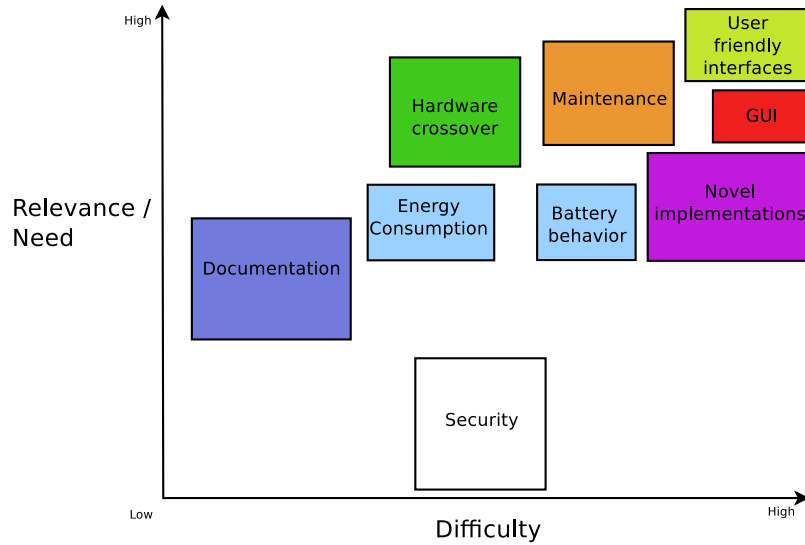 High
User
friendly
interfaces
Hardware
crossover
Maintenance
GUI
Relevance /
Need
Energy
Consumption
Battery
behavior
Novel
implementations
Documentation
Security
Low
High
Difficulty